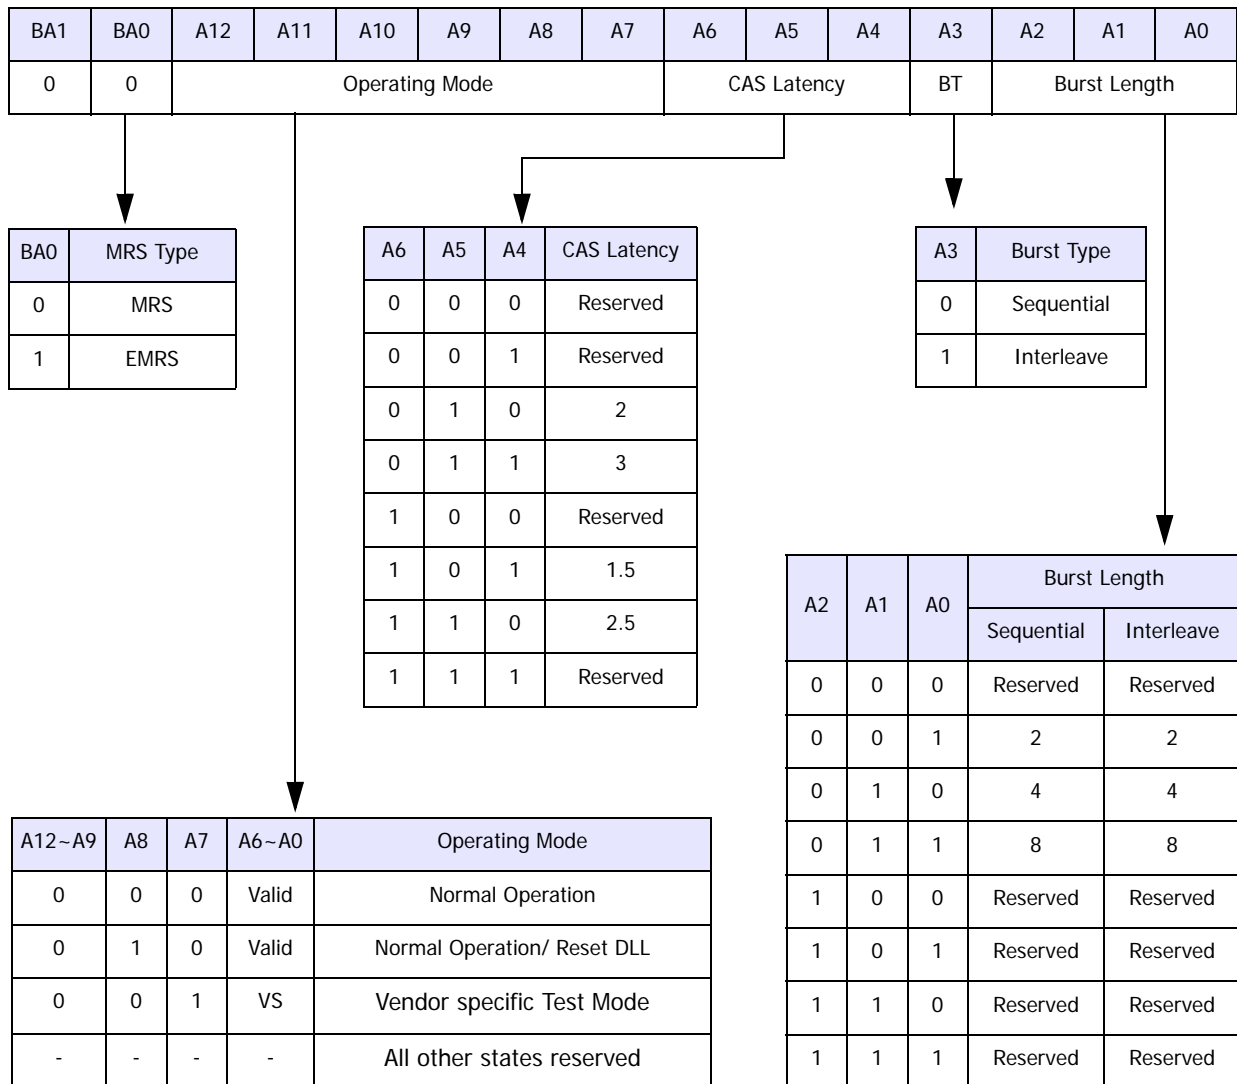 BA1 BA0 A12 A11 A10 A9 A8 A7 A6 A5 A4 A3 A2 A1 A0
0 0 Operating Mode CAS Latency BT Burst Length
BA0 MRS Type
0 MRS
1 EMRS
A6 A5 A4 CAS Latency
0 0 0 Reserved
0 0 1 Reserved
0 1 0 2
0 1 1 3
1 0 0 Reserved
1 0 1 1.5
1 1 0 2.5
1 1 1 Reserved
A3 Burst Type
0 Sequential
1 Interleave
A2 A1 A0 Burst Length
Sequential Interleave
0 0 0 Reserved Reserved
0 0 1 2 2
0 1 0 4 4
0 1 1 8 8
1 0 0 Reserved Reserved
1 0 1 Reserved Reserved
1 1 0 Reserved Reserved
1 1 1 Reserved Reserved
A12~A9 A8 A7 A6~A0 Operating Mode
0 0 0 Valid Normal Operation
0 1 0 Valid Normal Operation/ Reset DLL
0 0 1 VS Vendor specific Test Mode
- - - - All other states reserved